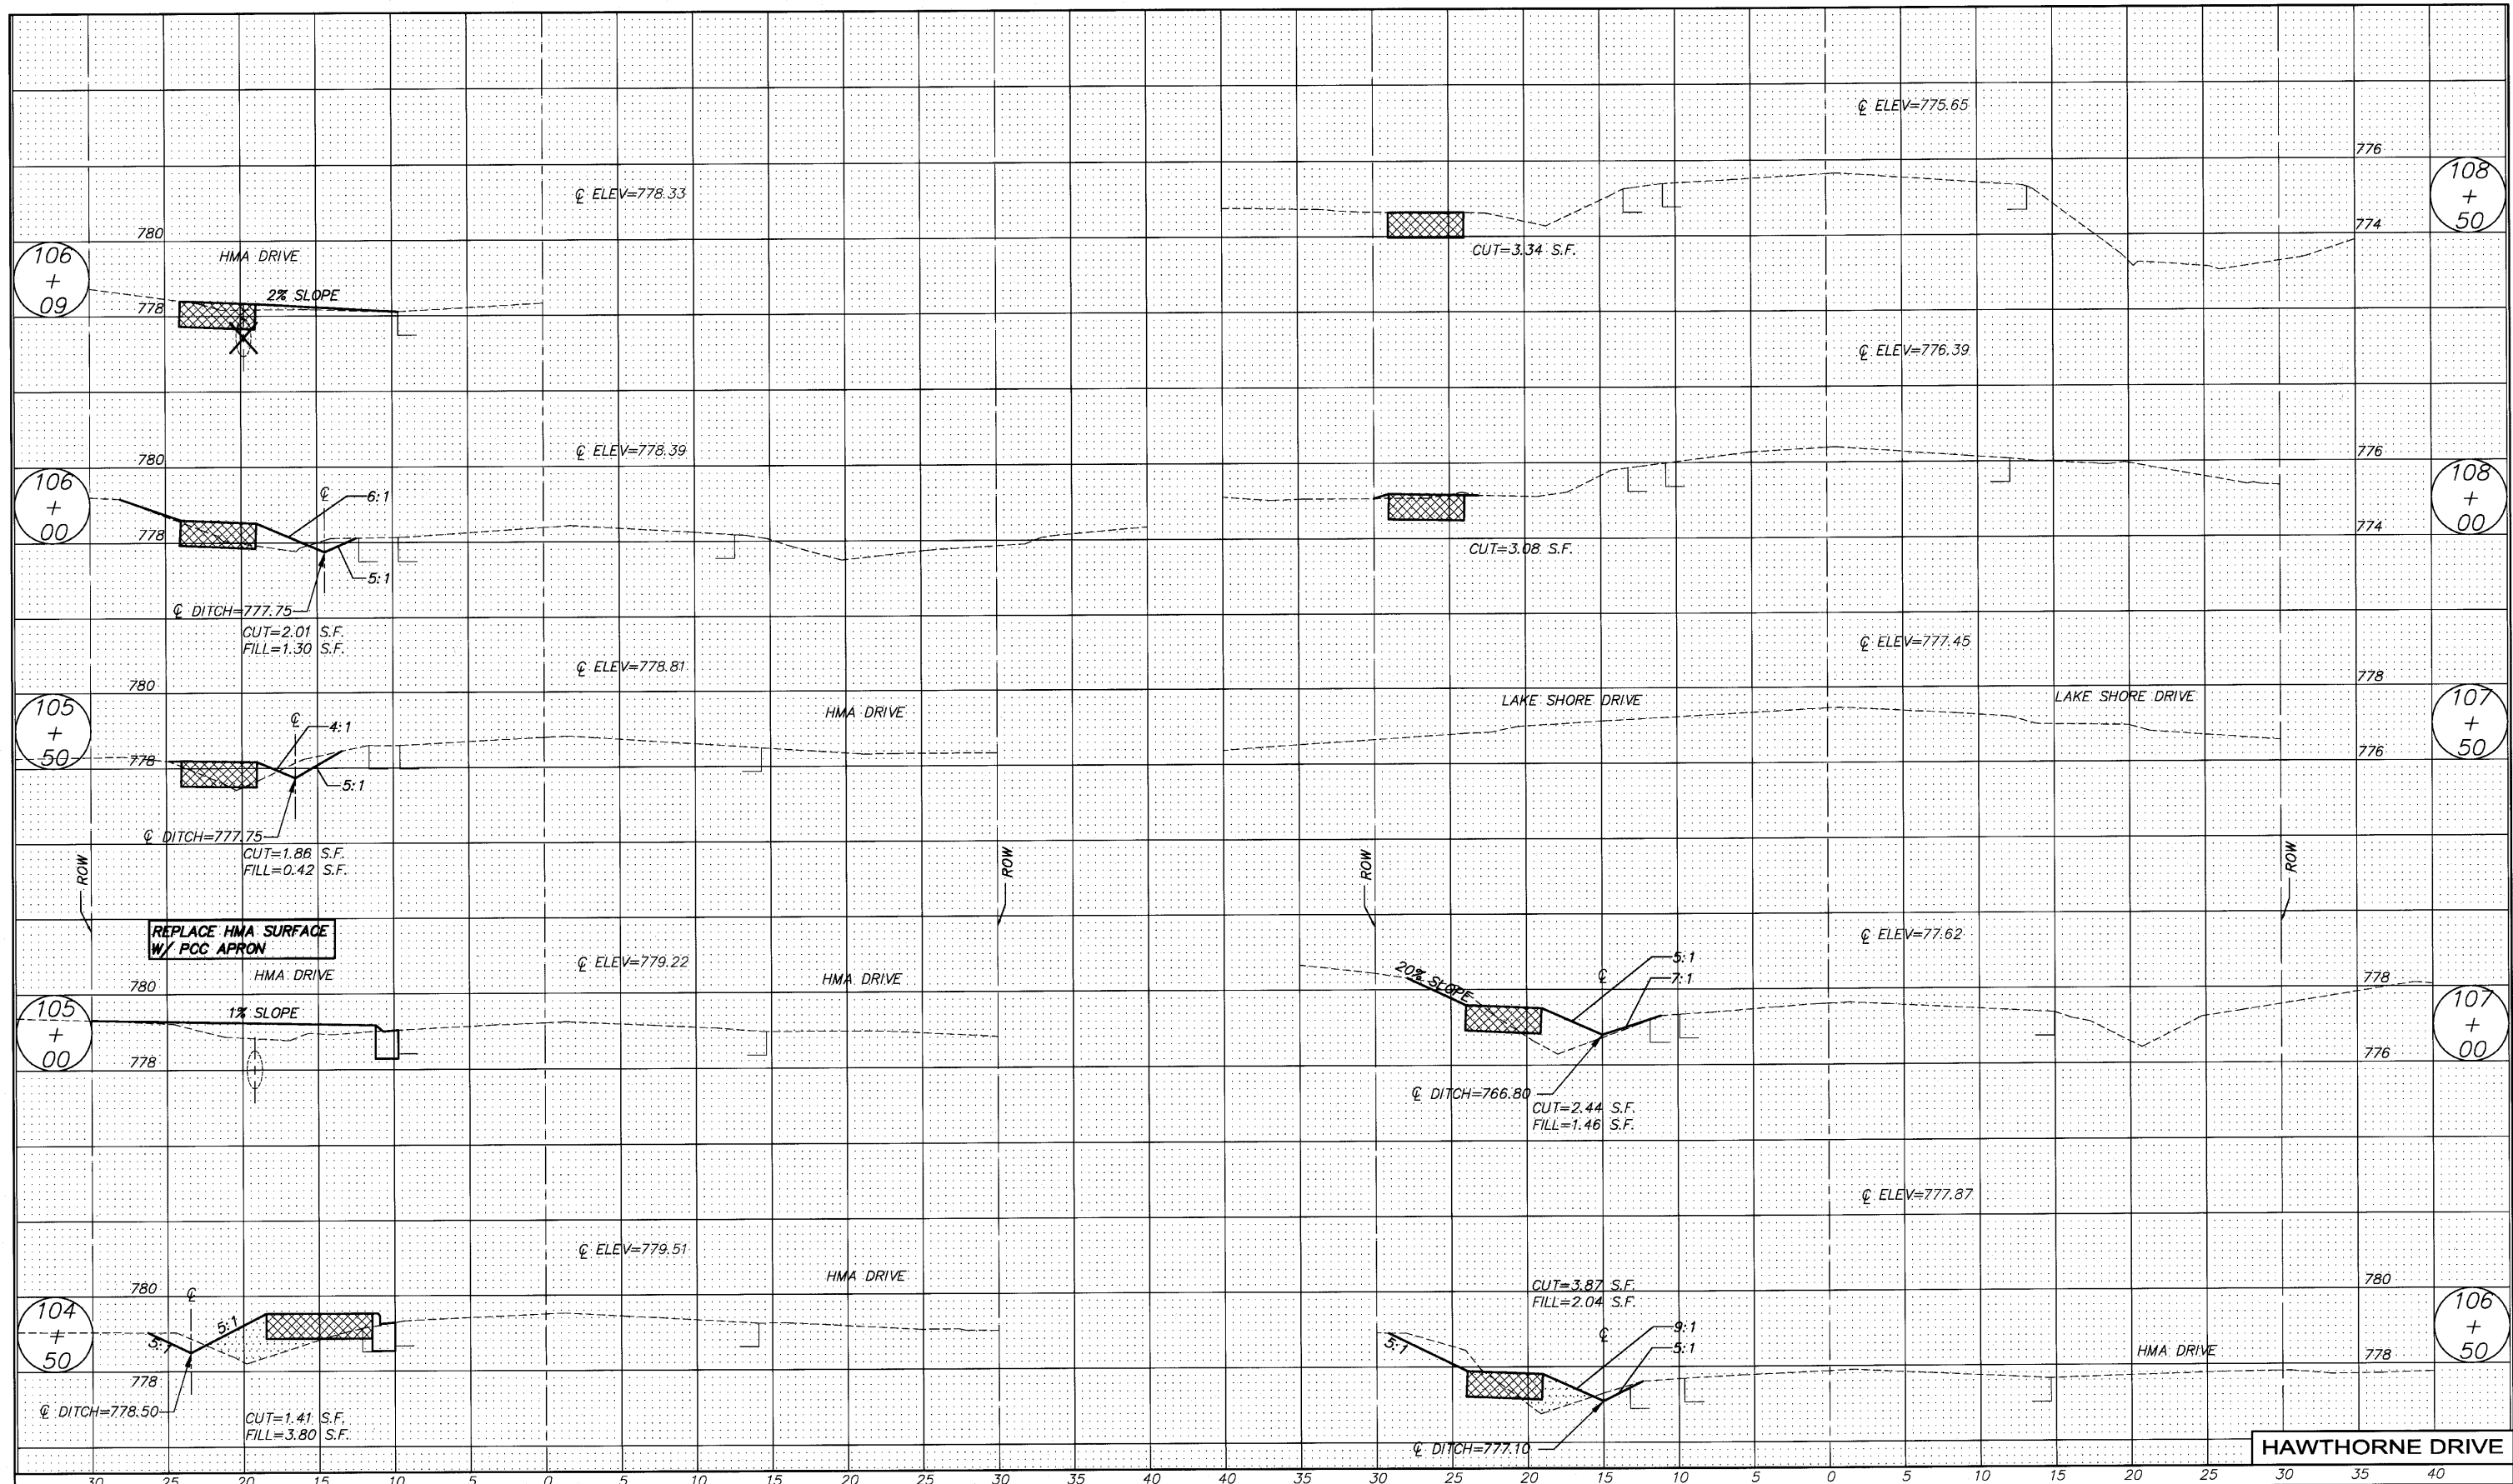 ℄ ELEV=778.33
780
HMA DRIVE
106
+
09
2% SLOPE
778
℄ ELEV=778.39
780
106
+
00
℄
6:1
778
5:1
℄ DITCH=777.75
CUT=2.01 S.F.
FILL=1.30 S.F.
℄ ELEV=778.81
780
HMA DRIVE
105
+
50
℄
4:1
778
5:1
℄ DITCH=777.75
CUT=1.86 S.F.
FILL=0.42 S.F.
ROW
ROW
REPLACE HMA SURFACE
W/ PCC APRON
℄ ELEV=779.22
HMA DRIVE
HMA DRIVE
780
105
+
00
1% SLOPE
778
℄ ELEV=779.51
HMA DRIVE
780
104
+
50
℄
5:1
778
℄ DITCH=778.50
CUT=1.41 S.F.
FILL=3.80 S.F.
℄ ELEV=775.65
776
108
+
50
774
CUT=3.34 S.F.
℄ ELEV=776.39
776
108
+
00
774
CUT=3.08 S.F.
℄ ELEV=777.45
778
LAKE SHORE DRIVE
LAKE SHORE DRIVE
107
+
50
776
ROW
ROW
℄ ELEV=77.62
20% SLOPE
℄
5:1
7:1
778
107
+
00
776
℄ DITCH=766.80
CUT=2.44 S.F.
FILL=1.46 S.F.
℄ ELEV=777.87
780
CUT=3.87 S.F.
FILL=2.04 S.F.
106
+
50
5:1
℄
9:1
5:1
HMA DRIVE
778
℄ DITCH=777.10
HAWTHORNE DRIVE
30 25 20 15 10 5 0 5 10 15 20 25 30 35 40 40 35 30 25 20 15 10 5 0 5 10 15 20 25 30 35 40